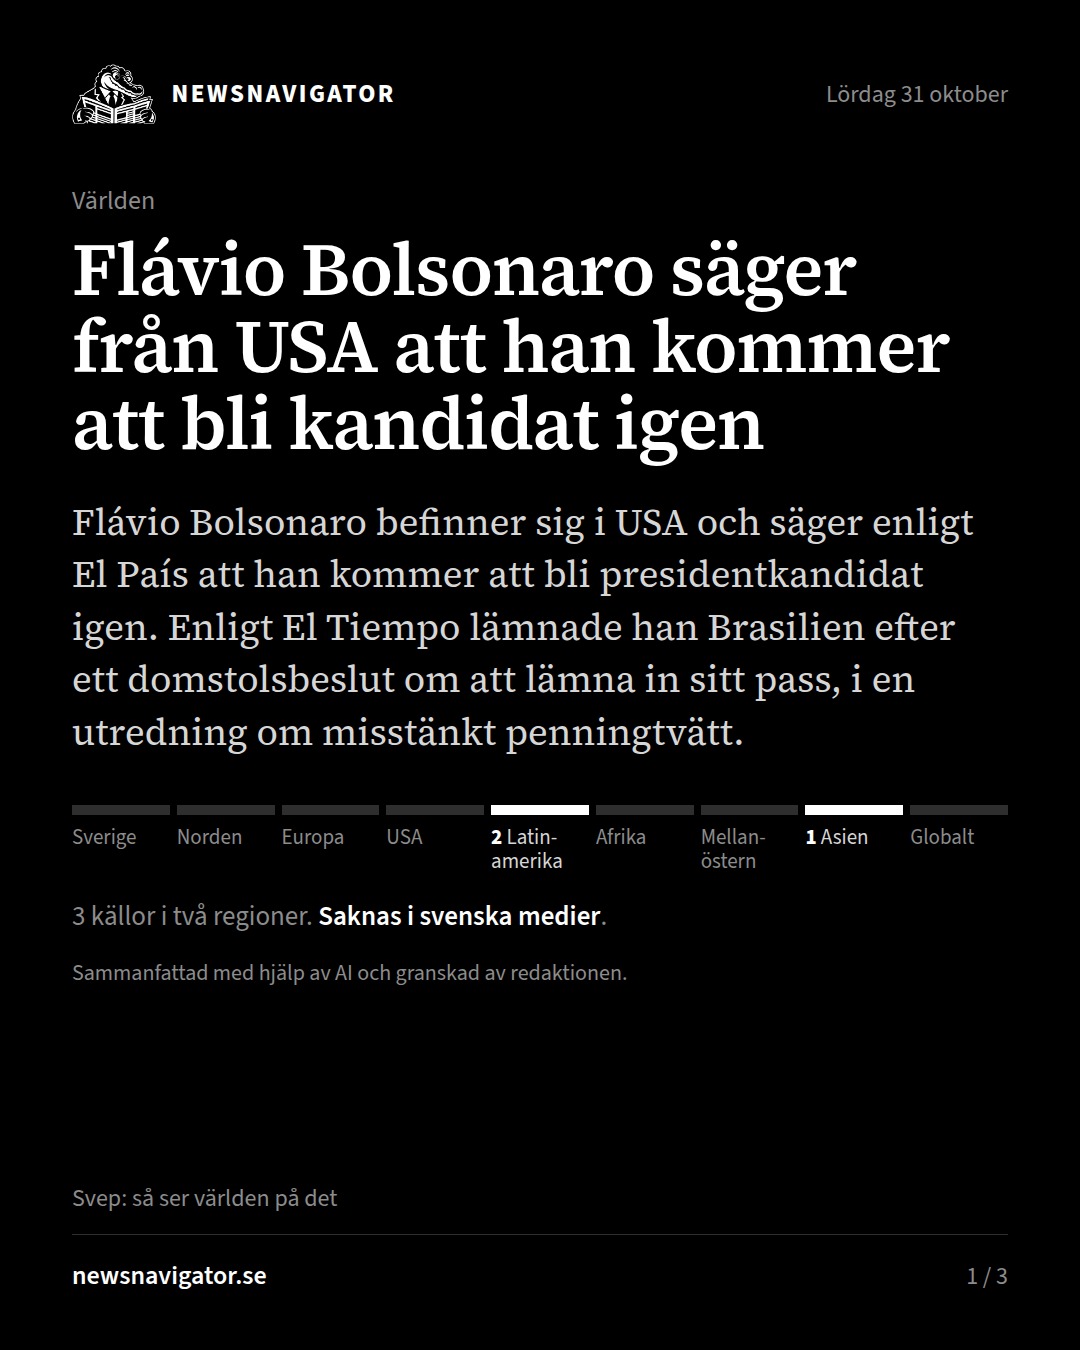 NEWSNAVIGATOR
Lördag 31 oktober
Världen
Flávio Bolsonaro säger
från USA att han kommer
att bli kandidat igen
Flávio Bolsonaro befinner sig i USA och säger enligt
El País att han kommer att bli presidentkandidat
igen. Enligt El Tiempo lämnade han Brasilien efter
ett domstolsbeslut om att lämna in sitt pass, i en
utredning om misstänkt penningtvätt.
Sverige
Norden
Europa
USA
2 Latin-
amerika
Afrika
Mellan-
östern
1 Asien
Globalt
3 källor i två regioner. Saknas i svenska medier.
Sammanfattad med hjälp av AI och granskad av redaktionen.
Svep: så ser världen på det
newsnavigator.se
1 / 3